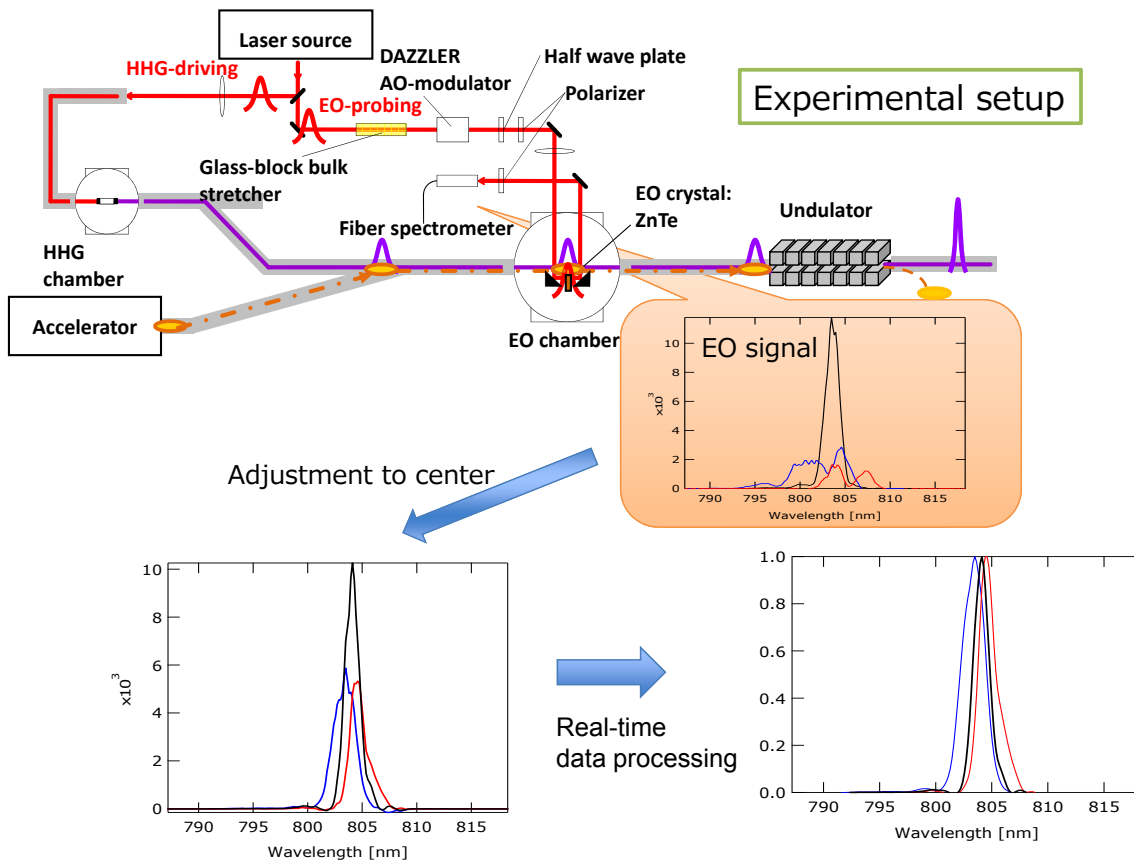 Laser source
HHG-driving
DAZZLER
AO-modulator
Half wave plate
Polarizer
EO-probing
Experimental setup
Glass-block bulk
stretcher
Fiber spectrometer
EO crystal:
ZnTe
Undulator
HHG
chamber
Accelerator
EO chamber
EO signal
x10³
10
8
6
4
2
0
790 795 800 805 810 815
Wavelength [nm]
Adjustment to center
x10³
10
8
6
4
2
0
790 795 800 805 810 815
Wavelength [nm]
Real-time
data processing
1.0
0.8
0.6
0.4
0.2
0.0
790 795 800 805 810 815
Wavelength [nm]